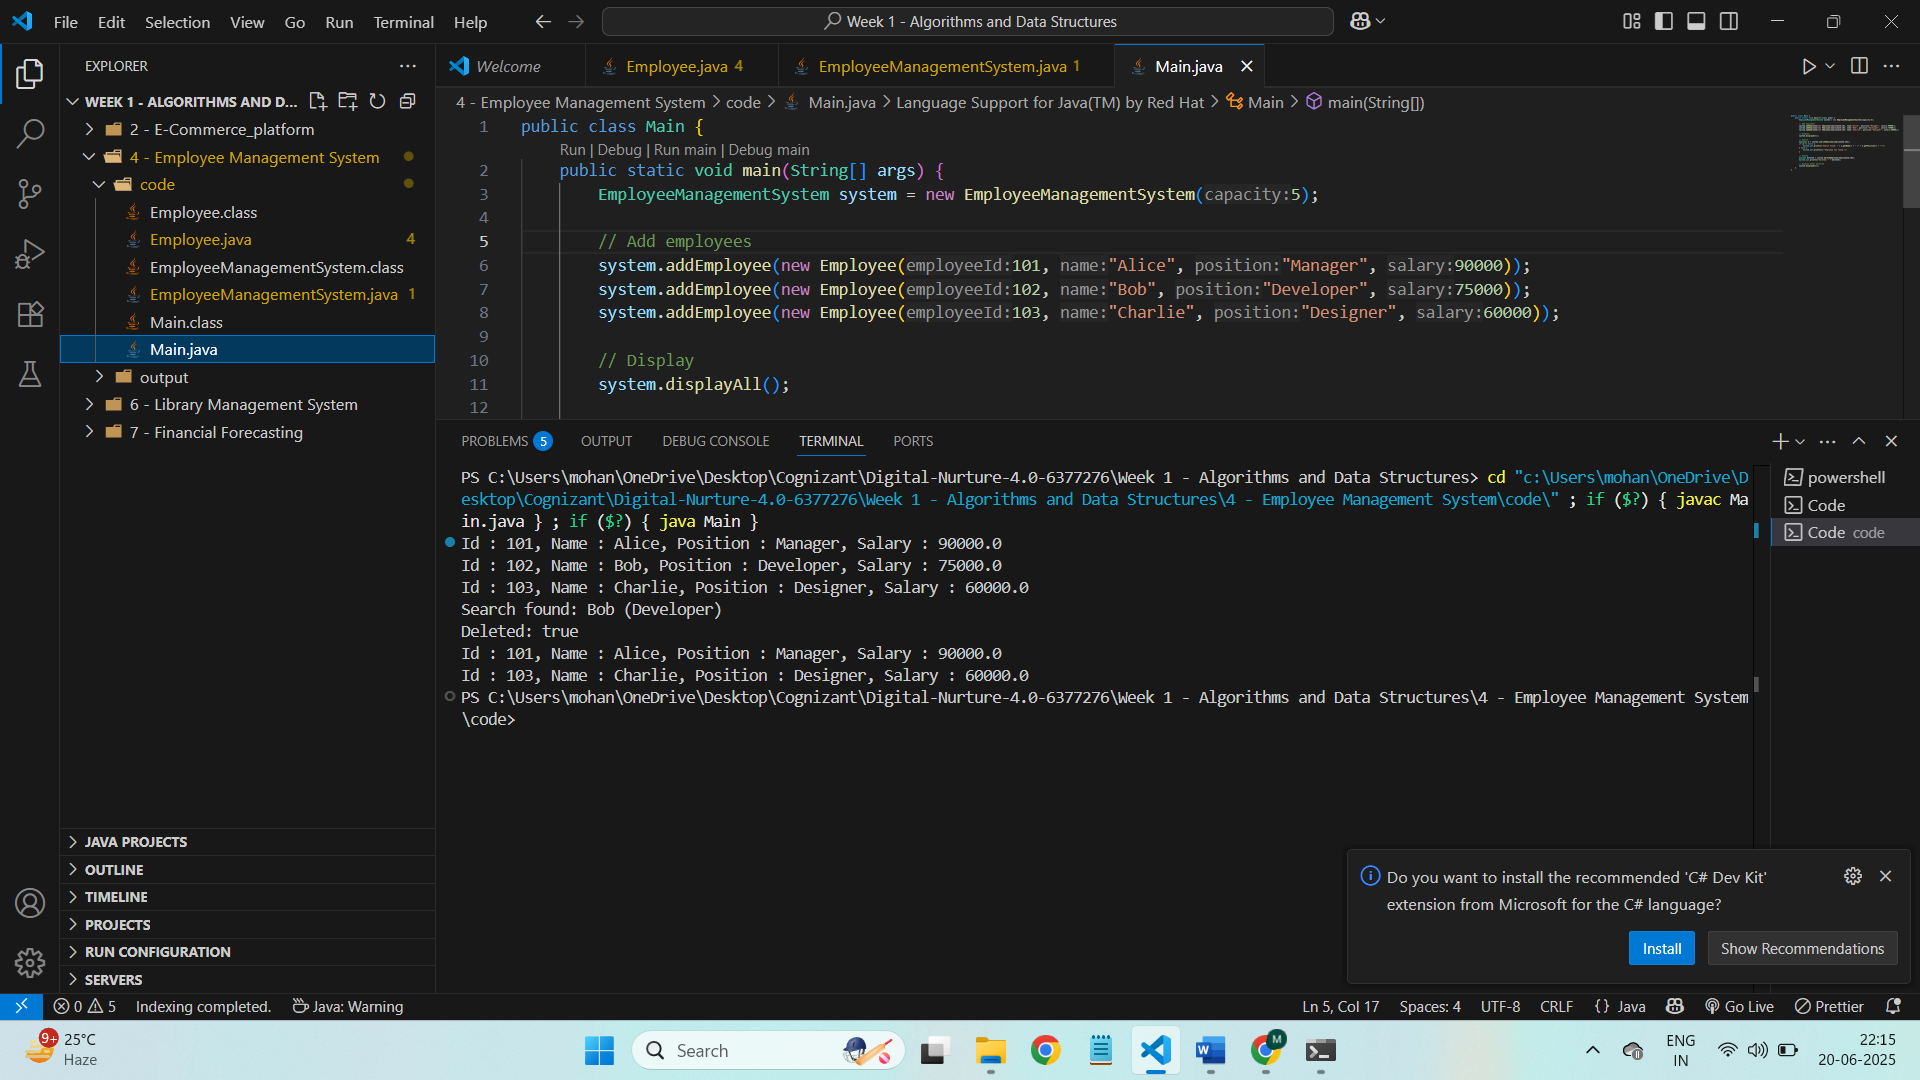 File Edit Selection View Go Run Terminal Help
Week 1 - Algorithms and Data Structures
EXPLORER
WEEK 1 - ALGORITHMS AND D...
2 - E-Commerce_platform
4 - Employee Management System
code
Employee.class
Employee.java 4
EmployeeManagementSystem.class
EmployeeManagementSystem.java 1
Main.class
Main.java
output
6 - Library Management System
7 - Financial Forecasting
JAVA PROJECTS
OUTLINE
TIMELINE
PROJECTS
RUN CONFIGURATION
SERVERS
Welcome Employee.java 4 EmployeeManagementSystem.java 1 Main.java
4 - Employee Management System > code > Main.java > Language Support for Java(TM) by Red Hat > Main > main(String[])
1 public class Main {
Run | Debug | Run main | Debug main
2 public static void main(String[] args) {
3 EmployeeManagementSystem system = new EmployeeManagementSystem(capacity:5);
4
5 // Add employees
6 system.addEmployee(new Employee(employeeId:101, name:"Alice", position:"Manager", salary:90000));
7 system.addEmployee(new Employee(employeeId:102, name:"Bob", position:"Developer", salary:75000));
8 system.addEmployee(new Employee(employeeId:103, name:"Charlie", position:"Designer", salary:60000));
9
10 // Display
11 system.displayAll();
12
PROBLEMS 5 OUTPUT DEBUG CONSOLE TERMINAL PORTS
PS C:\Users\mohan\OneDrive\Desktop\Cognizant\Digital-Nurture-4.0-6377276\Week 1 - Algorithms and Data Structures> cd "c:\Users\mohan\OneDrive\D
esktop\Cognizant\Digital-Nurture-4.0-6377276\Week 1 - Algorithms and Data Structures\4 - Employee Management System\code\" ; if ($?) { javac Ma
in.java } ; if ($?) { java Main }
Id : 101, Name : Alice, Position : Manager, Salary : 90000.0
Id : 102, Name : Bob, Position : Developer, Salary : 75000.0
Id : 103, Name : Charlie, Position : Designer, Salary : 60000.0
Search found: Bob (Developer)
Deleted: true
Id : 101, Name : Alice, Position : Manager, Salary : 90000.0
Id : 103, Name : Charlie, Position : Designer, Salary : 60000.0
PS C:\Users\mohan\OneDrive\Desktop\Cognizant\Digital-Nurture-4.0-6377276\Week 1 - Algorithms and Data Structures\4 - Employee Management System
\code>
powershell
Code
Code code
Do you want to install the recommended 'C# Dev Kit'
extension from Microsoft for the C# language?
Install Show Recommendations
0 5 Indexing completed. Java: Warning
Ln 5, Col 17 Spaces: 4 UTF-8 CRLF {} Java Go Live Prettier
9+ 25°C
Haze
Search
M
ENG
IN
22:15
20-06-2025